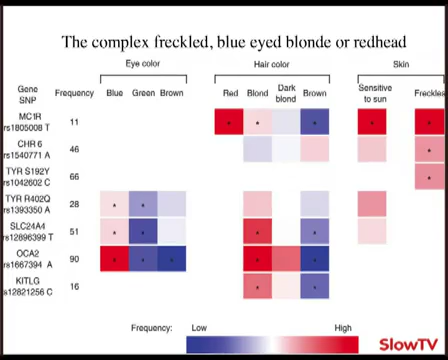 The complex freckled, blue eyed blonde or redhead
Eye color Hair color Skin
Gene SNP Frequency Blue Green Brown Red Blond Dark blond Brown Sensitive to sun Freckles
MC1R
rs1805008 T 11
CHR 6
rs1540771 A 46
TYR S192Y
rs1042602 C 66
TYR R402Q
rs1393350 A 28
SLC24A4
rs12896399 T 51
OCA2
rs1667394 A 90
KITLG
rs12821256 C 16
Frequency: Low High
SlowTV